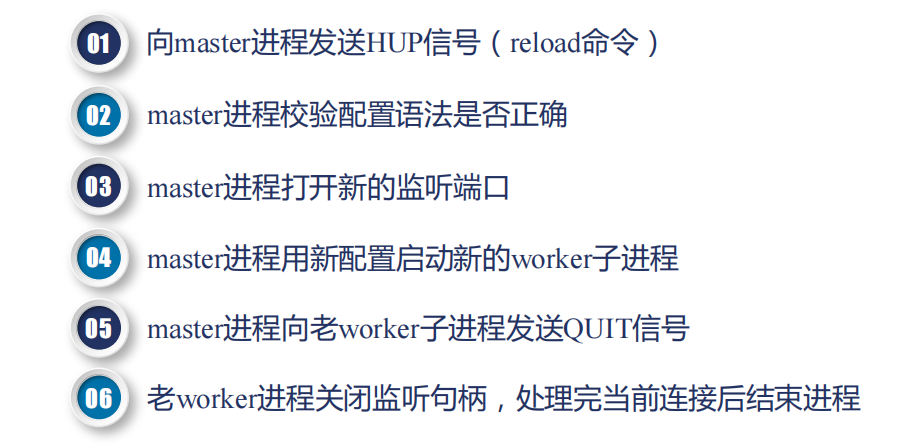 01 向master进程发送HUP信号（reload命令）
02 master进程校验配置语法是否正确
03 master进程打开新的监听端口
04 master进程用新配置启动新的worker子进程
05 master进程向老worker子进程发送QUIT信号
06 老worker进程关闭监听句柄，处理完当前连接后结束进程